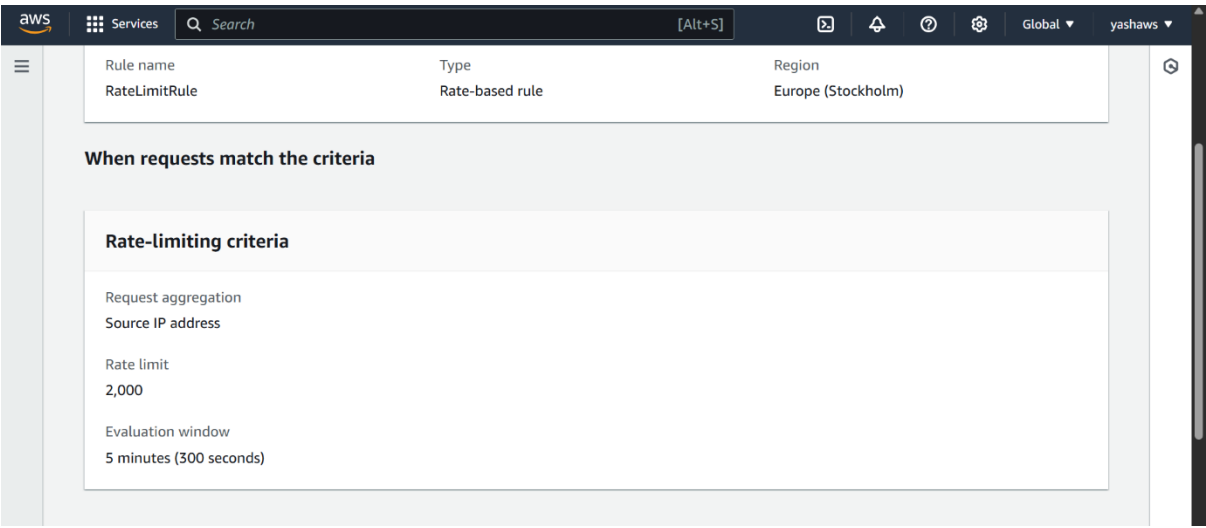 aws Services Search [Alt+S] Global yashaws
Rule name Type Region
RateLimitRule Rate-based rule Europe (Stockholm)
When requests match the criteria
Rate-limiting criteria
Request aggregation
Source IP address
Rate limit
2,000
Evaluation window
5 minutes (300 seconds)